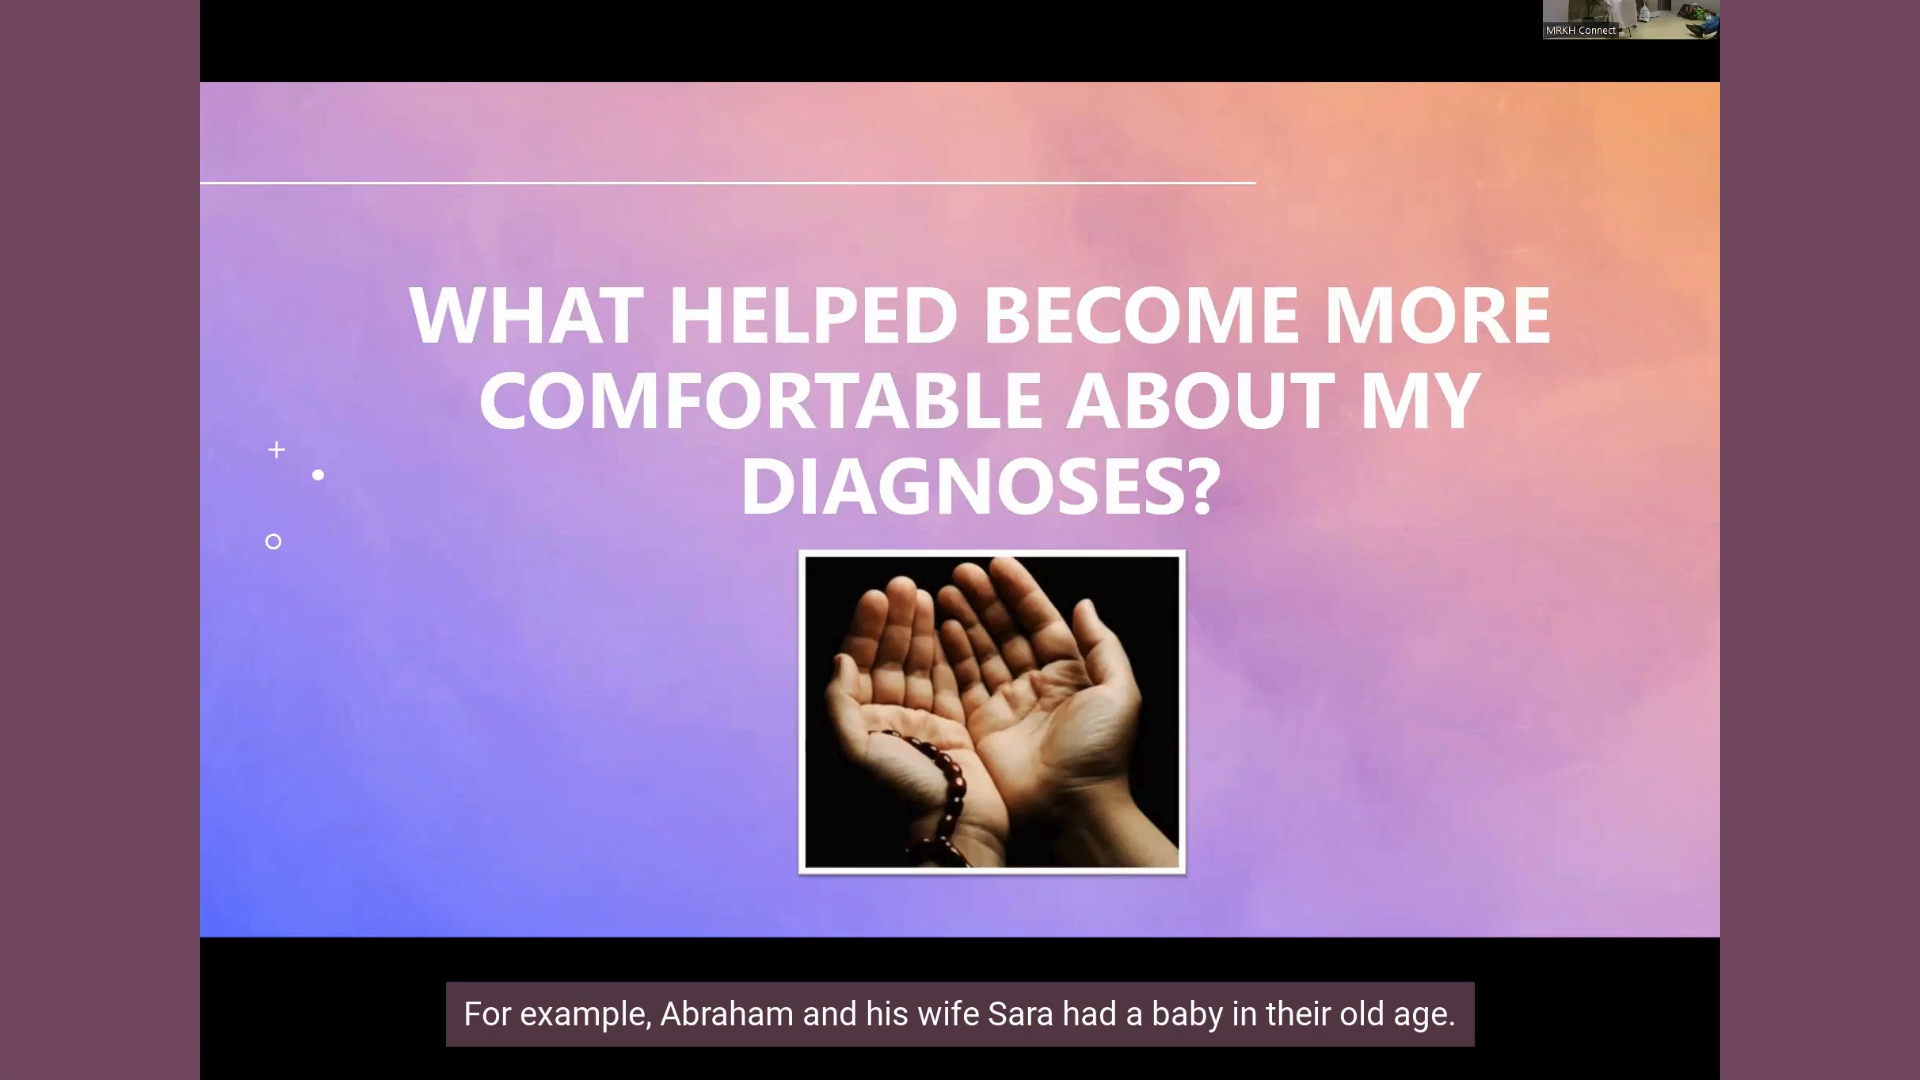 MRKH Connect
WHAT HELPED BECOME MORE
COMFORTABLE ABOUT MY
DIAGNOSES?
For example, Abraham and his wife Sara had a baby in their old age.